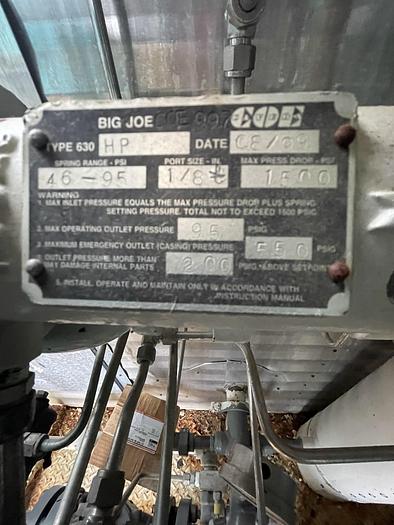 BIG JOE
TYPE 630 HP DATE 08/09
SPRING RANGE - PSI PORT SIZE - IN. MAX PRESS DROP - PSI
46-95 1/8 1500
WARNING
1. MAX INLET PRESSURE EQUALS THE MAX PRESSURE DROP PLUS SPRING
SETTING PRESSURE. TOTAL NOT TO EXCEED 1500 PSIG.
2. MAX OPERATING OUTLET PRESSURE 95 PSIG
3. MAXIMUM EMERGENCY OUTLET (CASING) PRESSURE 550 PSIG
OUTLET PRESSURE MORE THAN 200 PSIG ABOVE SETPOINT
MAY DAMAGE INTERNAL PARTS
5. INSTALL, OPERATE AND MAINTAIN ONLY IN ACCORDANCE WITH
INSTRUCTION MANUAL